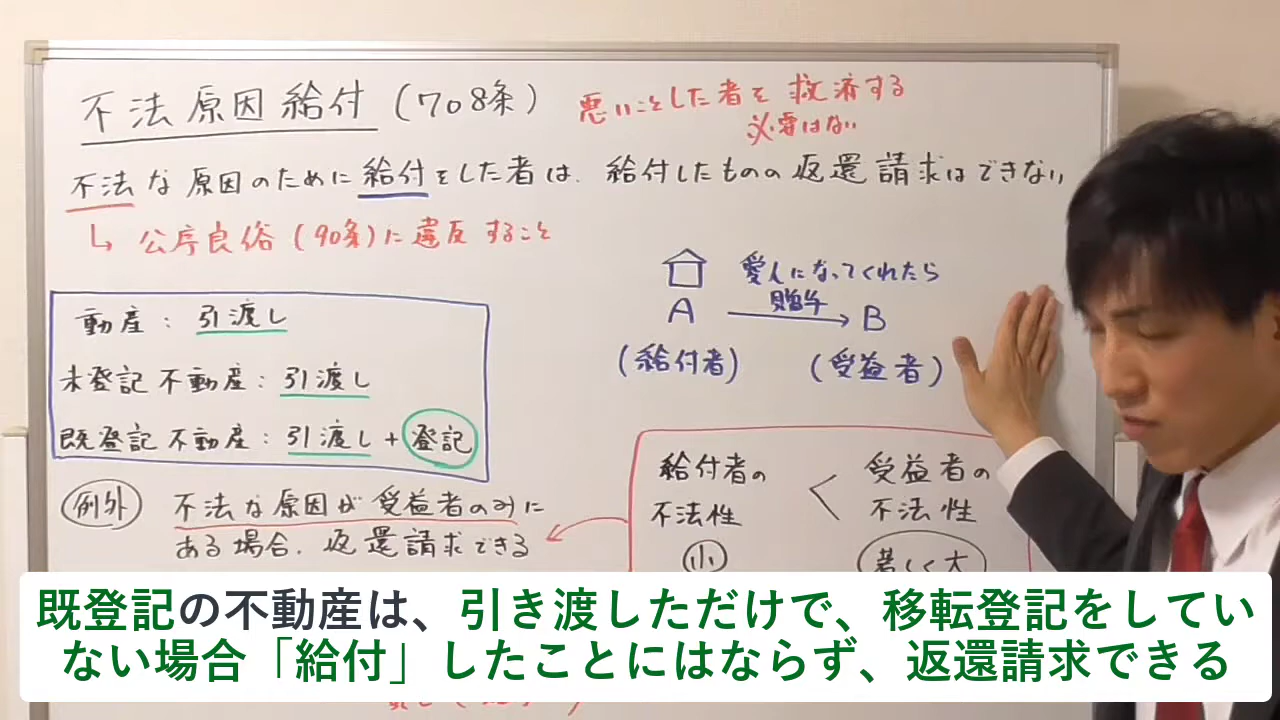 不法原因給付（708条）
悪いことした者を救済する
必要はない
不法な原因のために給付をした者は、給付したものの返還請求はできない
↳ 公序良俗（90条）に違反すること
愛人になってくれたら
贈与
A → B
（給付者）（受益者）
動産：引渡し
未登記不動産：引渡し
既登記不動産：引渡し＋登記
例外 不法な原因が受益者のみに
ある場合、返還請求できる
給付者の
不法性
小
<
受益者の
不法性
著しく大
既登記の不動産は、引き渡しただけで、移転登記をしてい
ない場合「給付」したことにはならず、返還請求できる